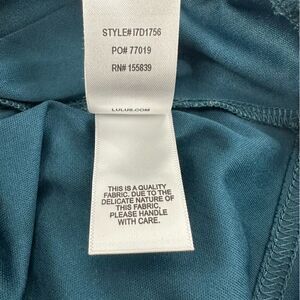 STYLE# I7D1756
PO# 77019
RN# 155839
LULUS.COM
THIS IS A QUALITY
FABRIC. DUE TO THE
DELICATE NATURE OF
THIS FABRIC,
PLEASE HANDLE
WITH CARE.